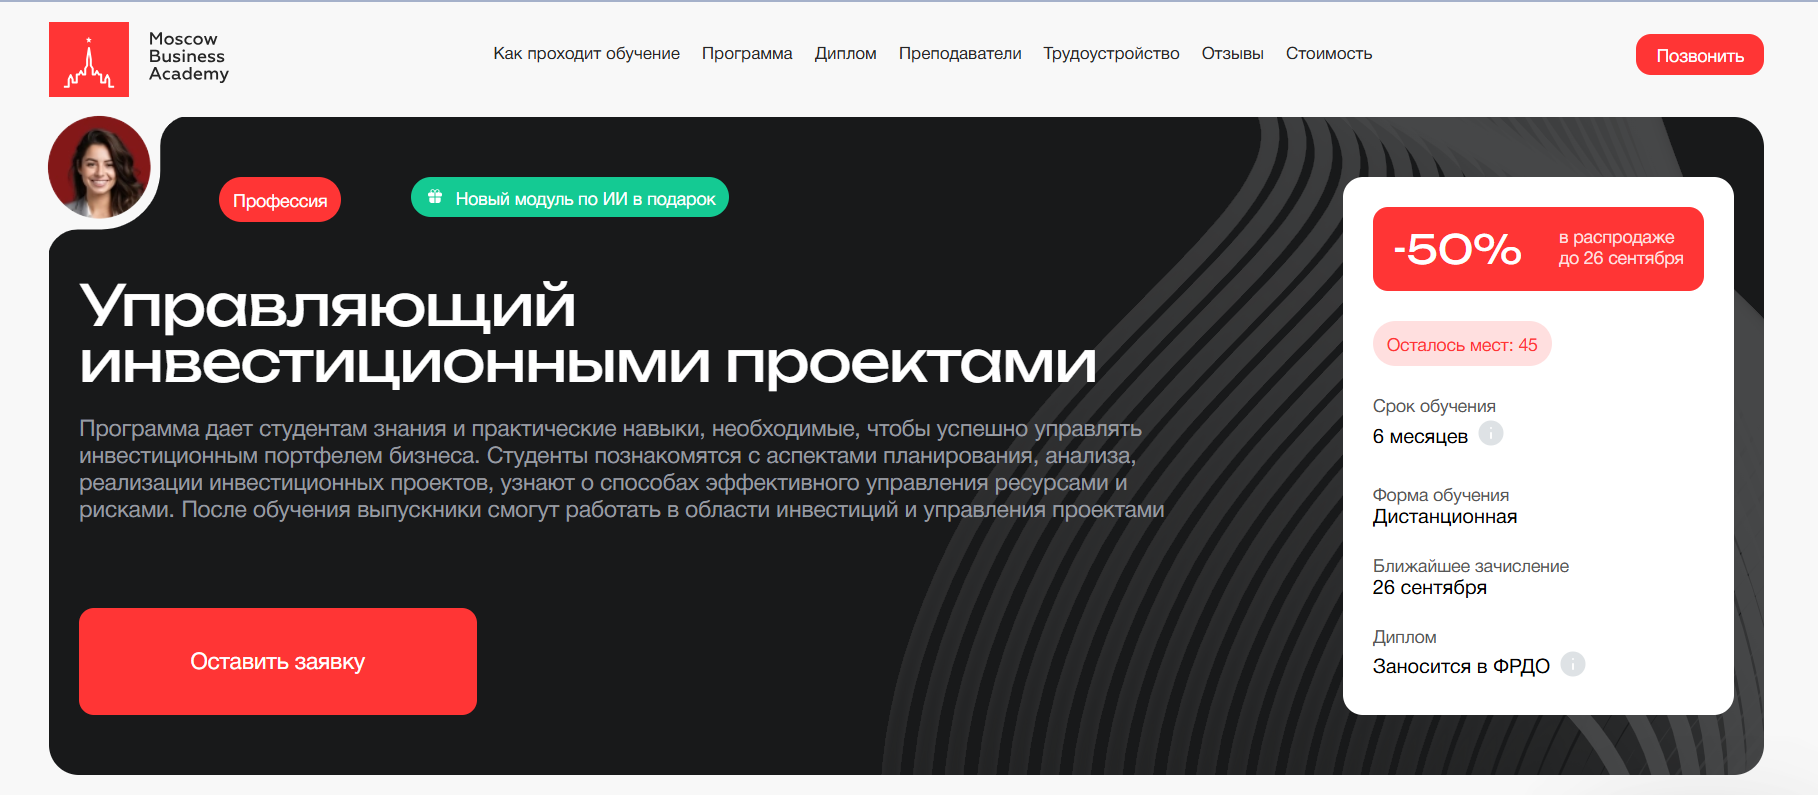 Moscow
Business
Academy
Как проходит обучение Программа Диплом Преподаватели Трудоустройство Отзывы Стоимость
Позвонить
Профессия
Новый модуль по ИИ в подарок
Управляющий
инвестиционными проектами
Программа дает студентам знания и практические навыки, необходимые, чтобы успешно управлять
инвестиционным портфелем бизнеса. Студенты познакомятся с аспектами планирования, анализа,
реализации инвестиционных проектов, узнают о способах эффективного управления ресурсами и
рисками. После обучения выпускники смогут работать в области инвестиций и управления проектами
Оставить заявку
-50%
в распродаже
до 26 сентября
Осталось мест: 45
Срок обучения
6 месяцев
Форма обучения
Дистанционная
Ближайшее зачисление
26 сентября
Диплом
Заносится в ФРДО